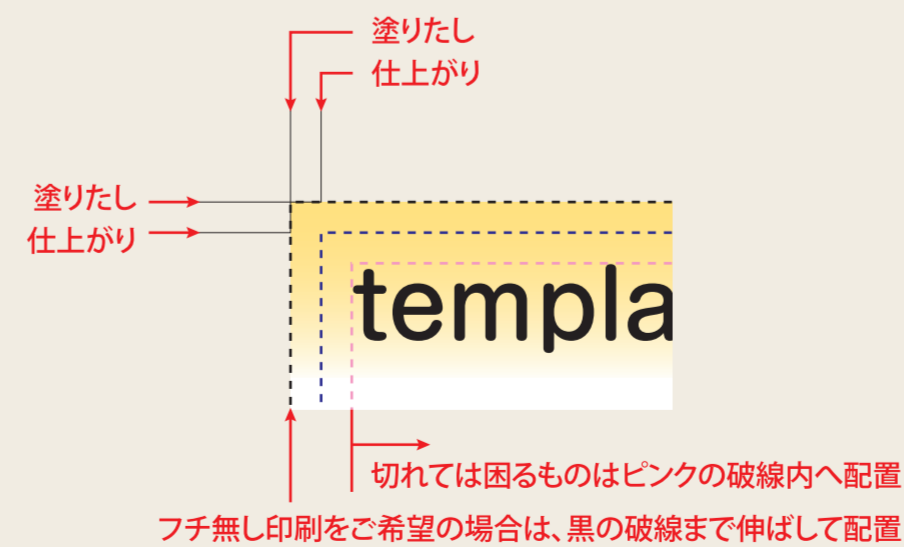 塗りたし
仕上がり
塗りたし
仕上がり
templa
切れては困るものはピンクの破線内へ配置
フチ無し印刷をご希望の場合は、黒の破線まで伸ばして配置